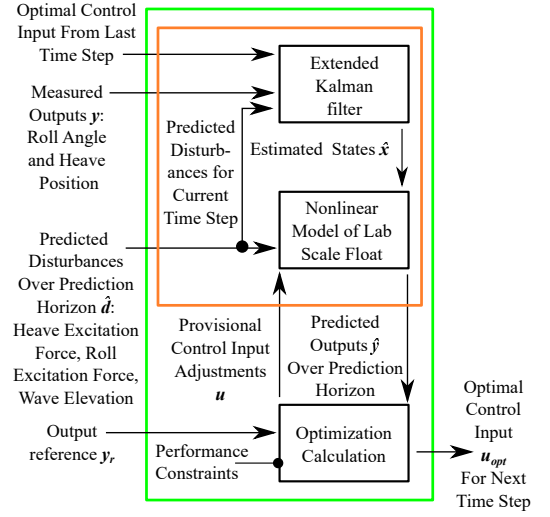 Optimal Control
Input From Last
Time Step
Measured
Outputs y:
Roll Angle
and Heave
Position
Predicted
Disturbances
Over Prediction
Horizon d̂:
Heave Excitation
Force, Roll
Excitation Force,
Wave Elevation
Output
reference yr
Extended
Kalman
filter
Predicted
Disturb-
ances for
Current
Time Step
Estimated States x̂
Nonlinear
Model of Lab
Scale Float
Provisional
Control Input
Adjustments
u
Predicted
Outputs ŷ
Over Prediction
Horizon
Performance
Constraints
Optimization
Calculation
Optimal
Control
Input
uopt
For Next
Time Step